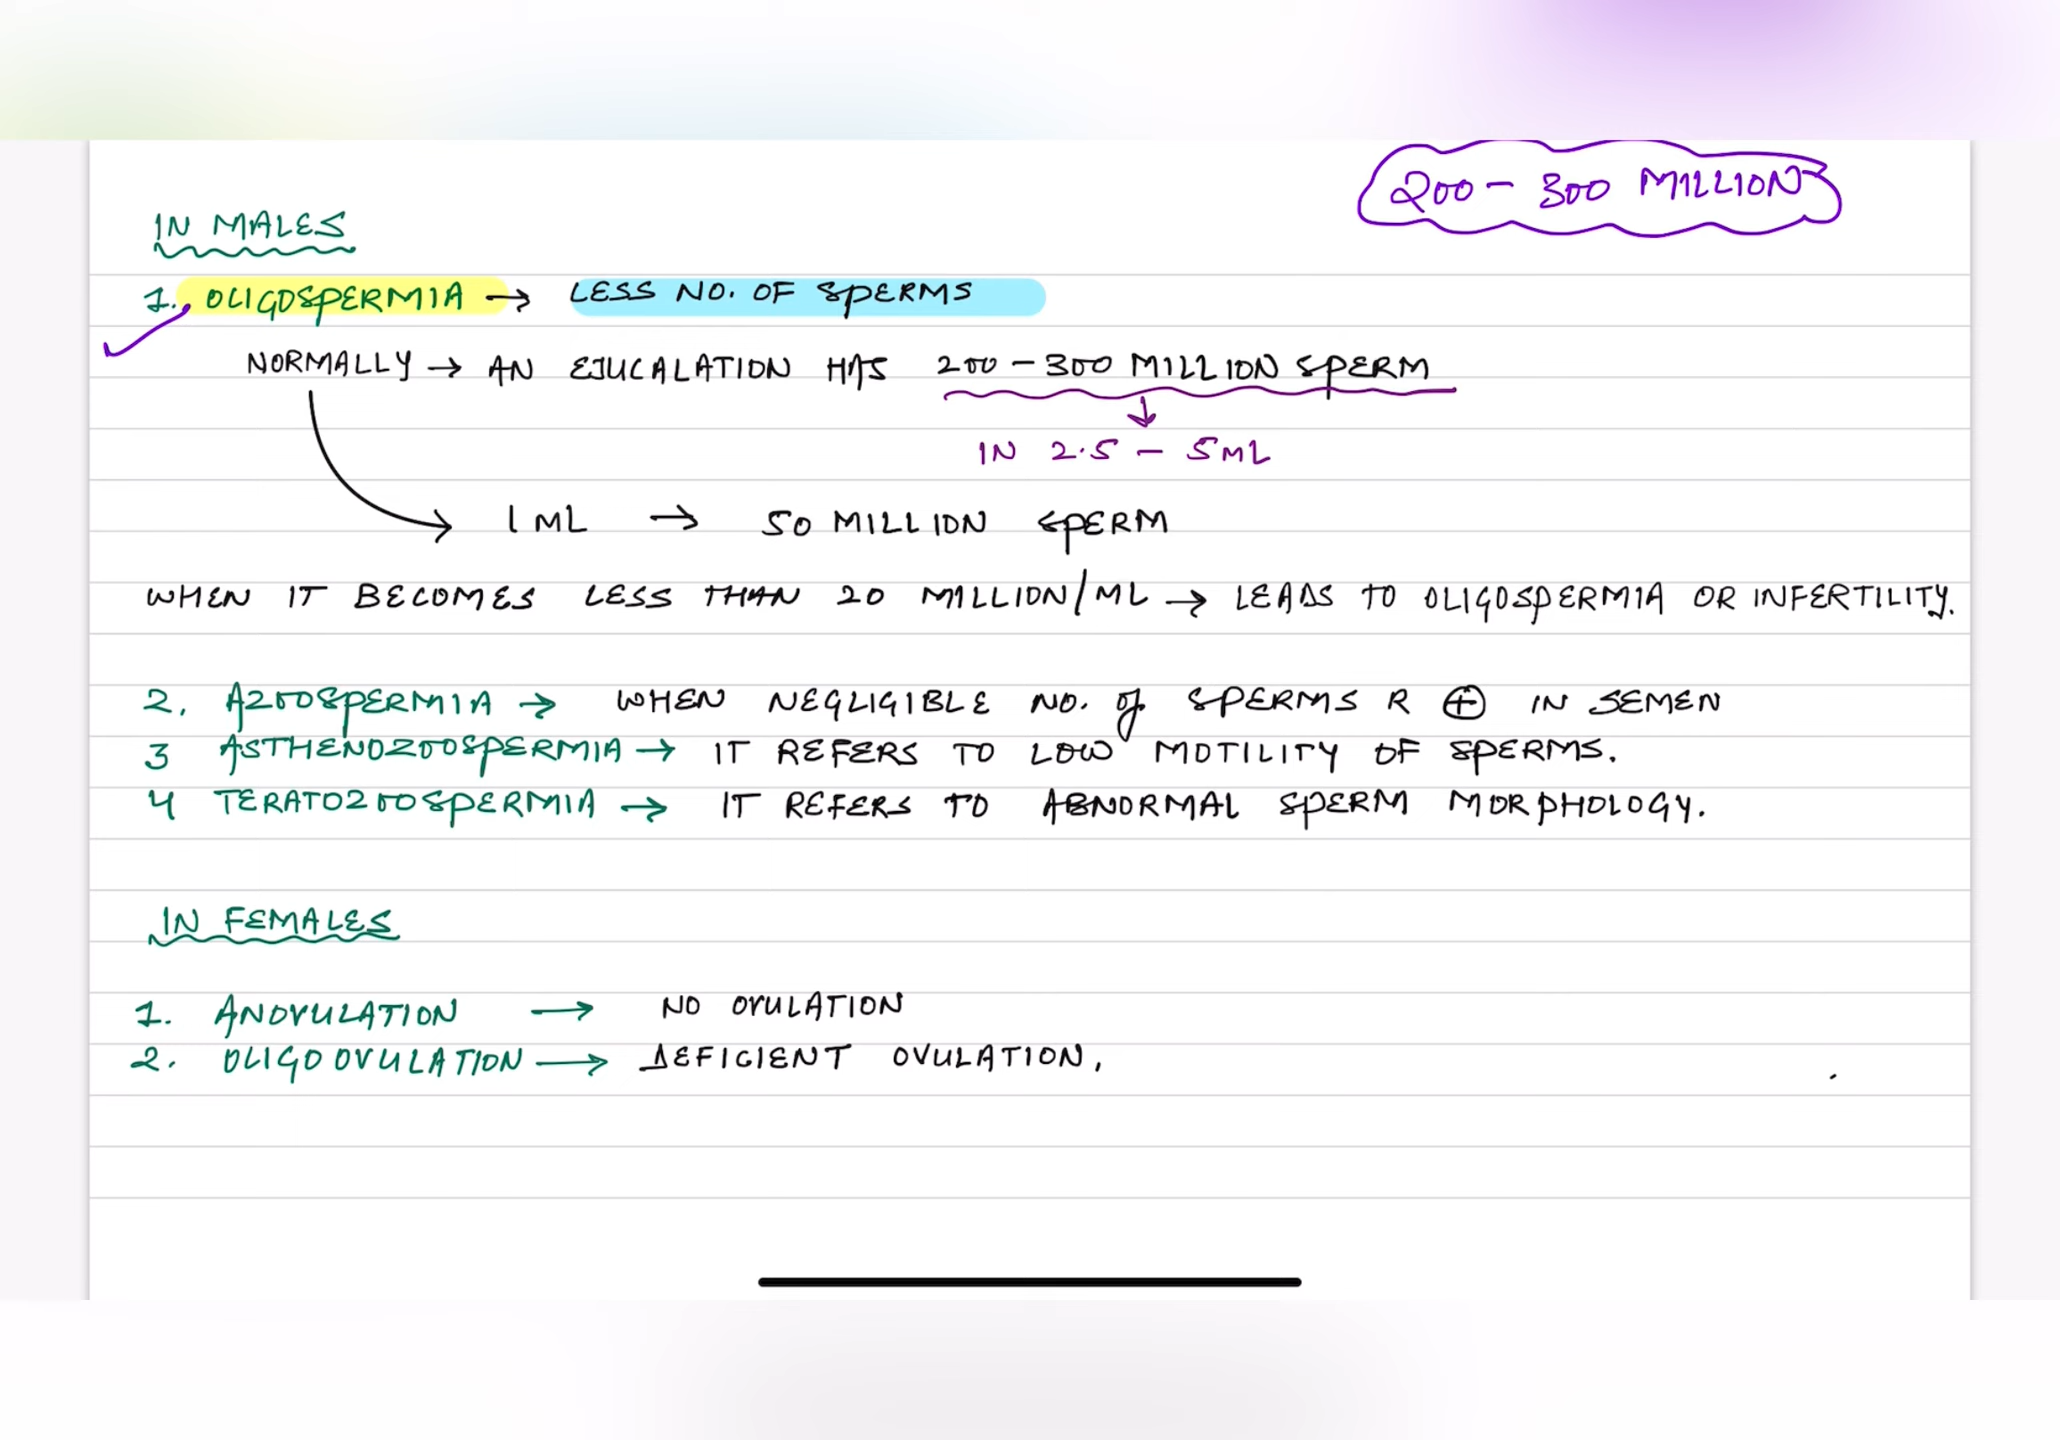 200 - 300 MILLION
IN MALES
1. OLIGOSPERMIA → LESS NO. OF SPERMS
NORMALLY → AN EJUCALATION HAS 200 - 300 MILLION SPERM
↓
IN 2.5 - 5ML
1 ML → 50 MILLION SPERM
WHEN IT BECOMES LESS THAN 20 MILLION/ML → LEADS TO OLIGOSPERMIA OR INFERTILITY.
2. AZOOSPERMIA → WHEN NEGLIGIBLE NO. of SPERMS R ⊕ IN SEMEN
3 ASTHENOZOOSPERMIA → IT REFERS TO LOW MOTILITY OF SPERMS.
4 TERATOZOOSPERMIA → IT REFERS TO ABNORMAL SPERM MORPHOLOGY.
IN FEMALES
1. ANOVULATION → NO OVULATION
2. OLIGOOVULATION → DEFICIENT OVULATION.